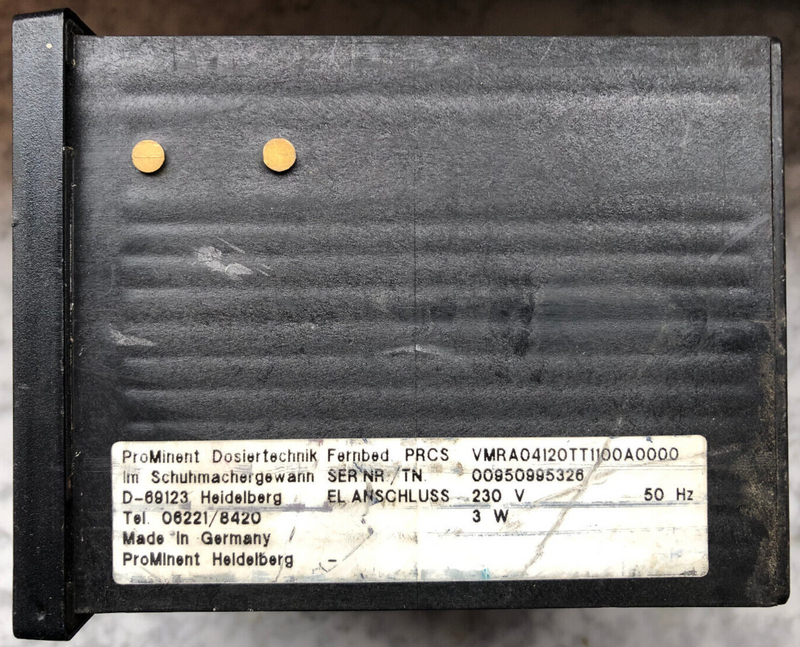 ProMinent Dosiertechnik Fernbed. PRCS VMRA04120TT1100A0000
Im Schuhmachergewann SER NR./TN. 00950995326
D-69123 Heidelberg EL ANSCHLUSS 230 V 50 Hz
Tel. 06221/8420 3 W
Made in Germany
ProMinent Heidelberg -